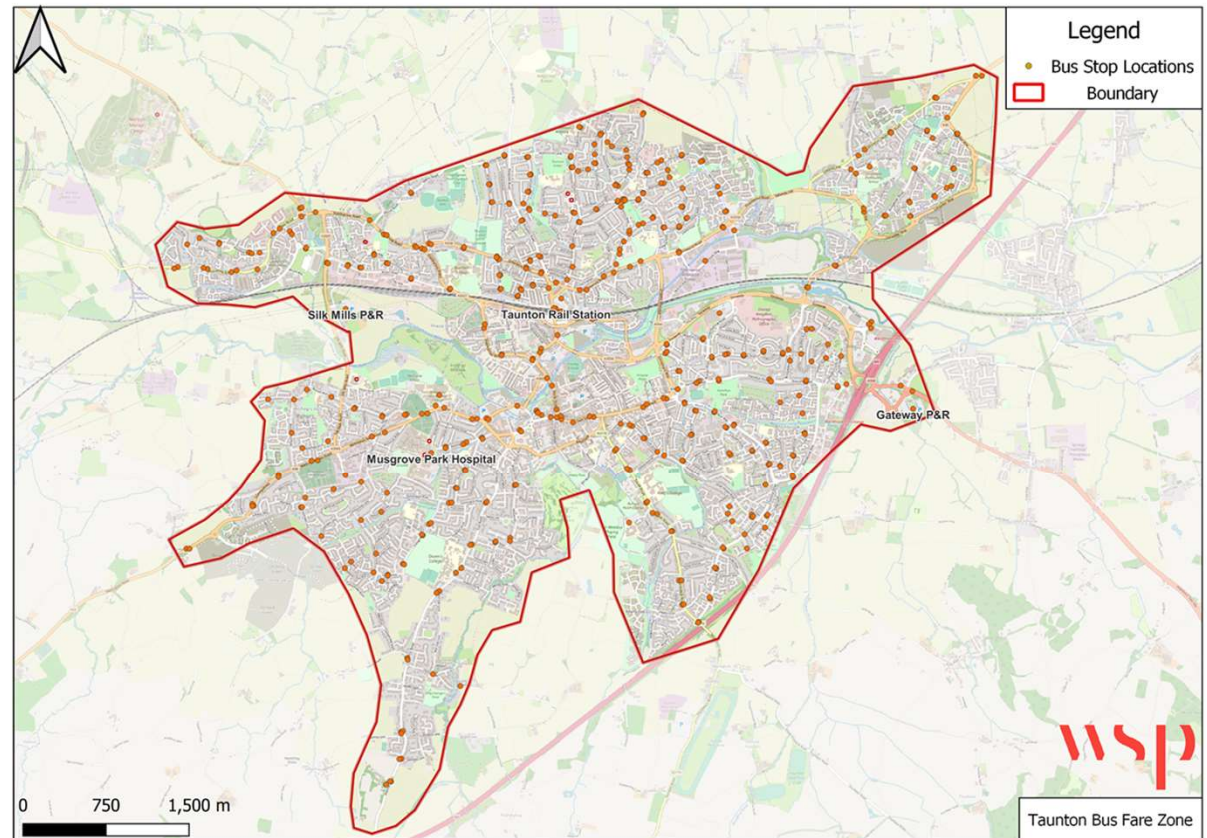 Legend
Bus Stop Locations
Boundary
Silk Mills P&R
Taunton Rail Station
Gateway P&R
Musgrove Park Hospital
0 750 1,500 m
wsp
Taunton Bus Fare Zone